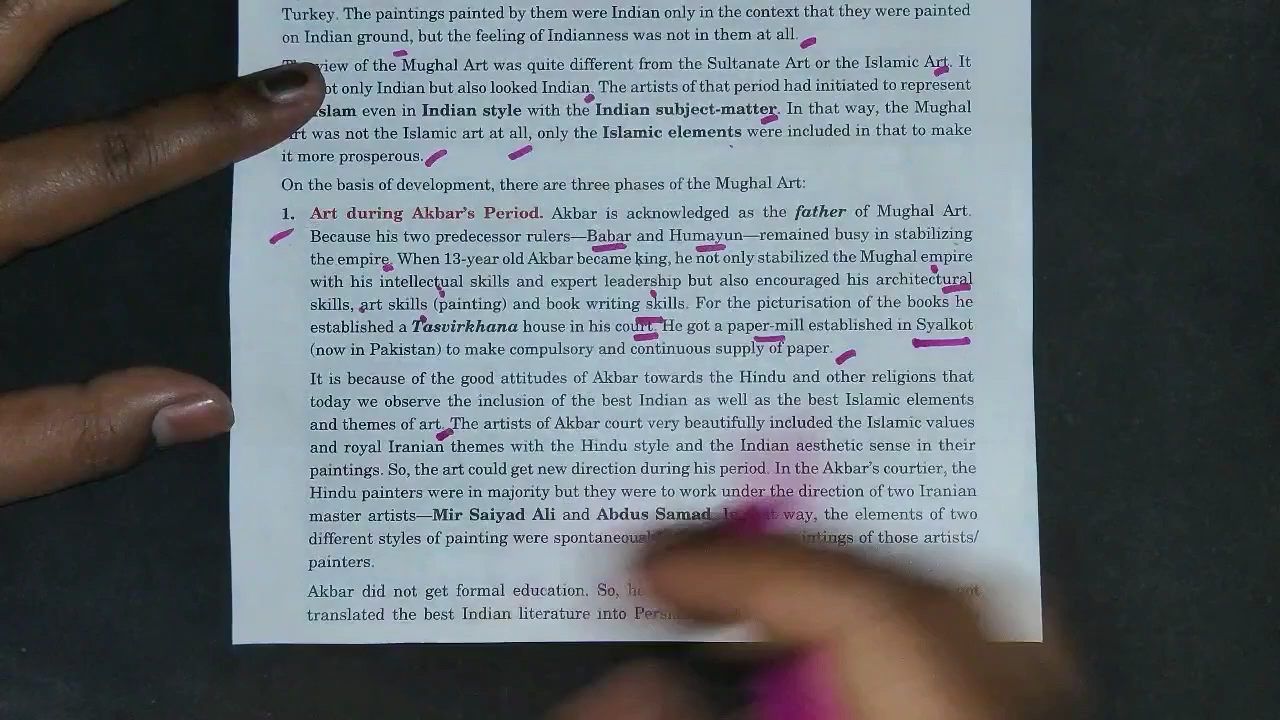 Turkey. The paintings painted by them were Indian only in the context that they were painted
on Indian ground, but the feeling of Indianness was not in them at all.
view of the Mughal Art was quite different from the Sultanate Art or the Islamic Art. It
not only Indian but also looked Indian. The artists of that period had initiated to represent
Islam even in Indian style with the Indian subject-matter. In that way, the Mughal
Art was not the Islamic art at all, only the Islamic elements were included in that to make
it more prosperous.
On the basis of development, there are three phases of the Mughal Art:
1. Art during Akbar's Period. Akbar is acknowledged as the father of Mughal Art.
Because his two predecessor rulers—Babar and Humayun—remained busy in stabilizing
the empire. When 13-year old Akbar became king, he not only stabilized the Mughal empire
with his intellectual skills and expert leadership but also encouraged his architectural
skills, art skills (painting) and book writing skills. For the picturisation of the books he
established a Tasvirkhana house in his court. He got a paper-mill established in Syalkot
(now in Pakistan) to make compulsory and continuous supply of paper.
It is because of the good attitudes of Akbar towards the Hindu and other religions that
today we observe the inclusion of the best Indian as well as the best Islamic elements
and themes of art. The artists of Akbar court very beautifully included the Islamic values
and royal Iranian themes with the Hindu style and the Indian aesthetic sense in their
paintings. So, the art could get new direction during his period. In the Akbar's courtier, the
Hindu painters were in majority but they were to work under the direction of two Iranian
master artists—Mir Saiyad Ali and Abdus Samad. In that way, the elements of two
different styles of painting were paintings of those artists/
painters.
Akbar did not get formal education. So,
translated the best Indian literature into